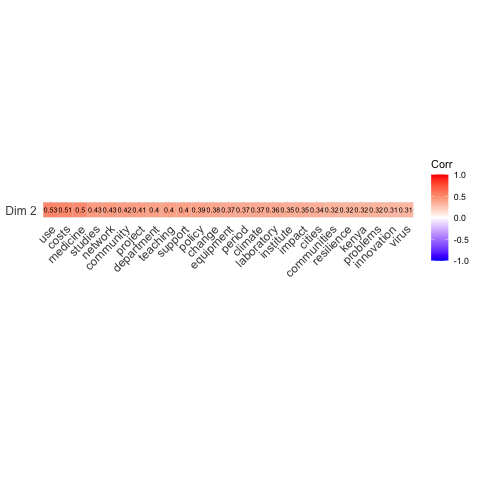 Corr
1.0
0.5
0.0
-0.5
-1.0
Dim 2
0.53 0.51 0.5 0.43 0.43 0.42 0.41 0.4 0.4 0.4 0.39 0.38 0.37 0.37 0.37 0.36 0.35 0.35 0.34 0.32 0.32 0.32 0.32 0.31 0.31
use
costs
medicine
studies
network
community
project
department
teaching
support
policy
change
equipment
period
climate
laboratory
institute
impact
cities
communities
resilience
kenya
problems
innovation
virus